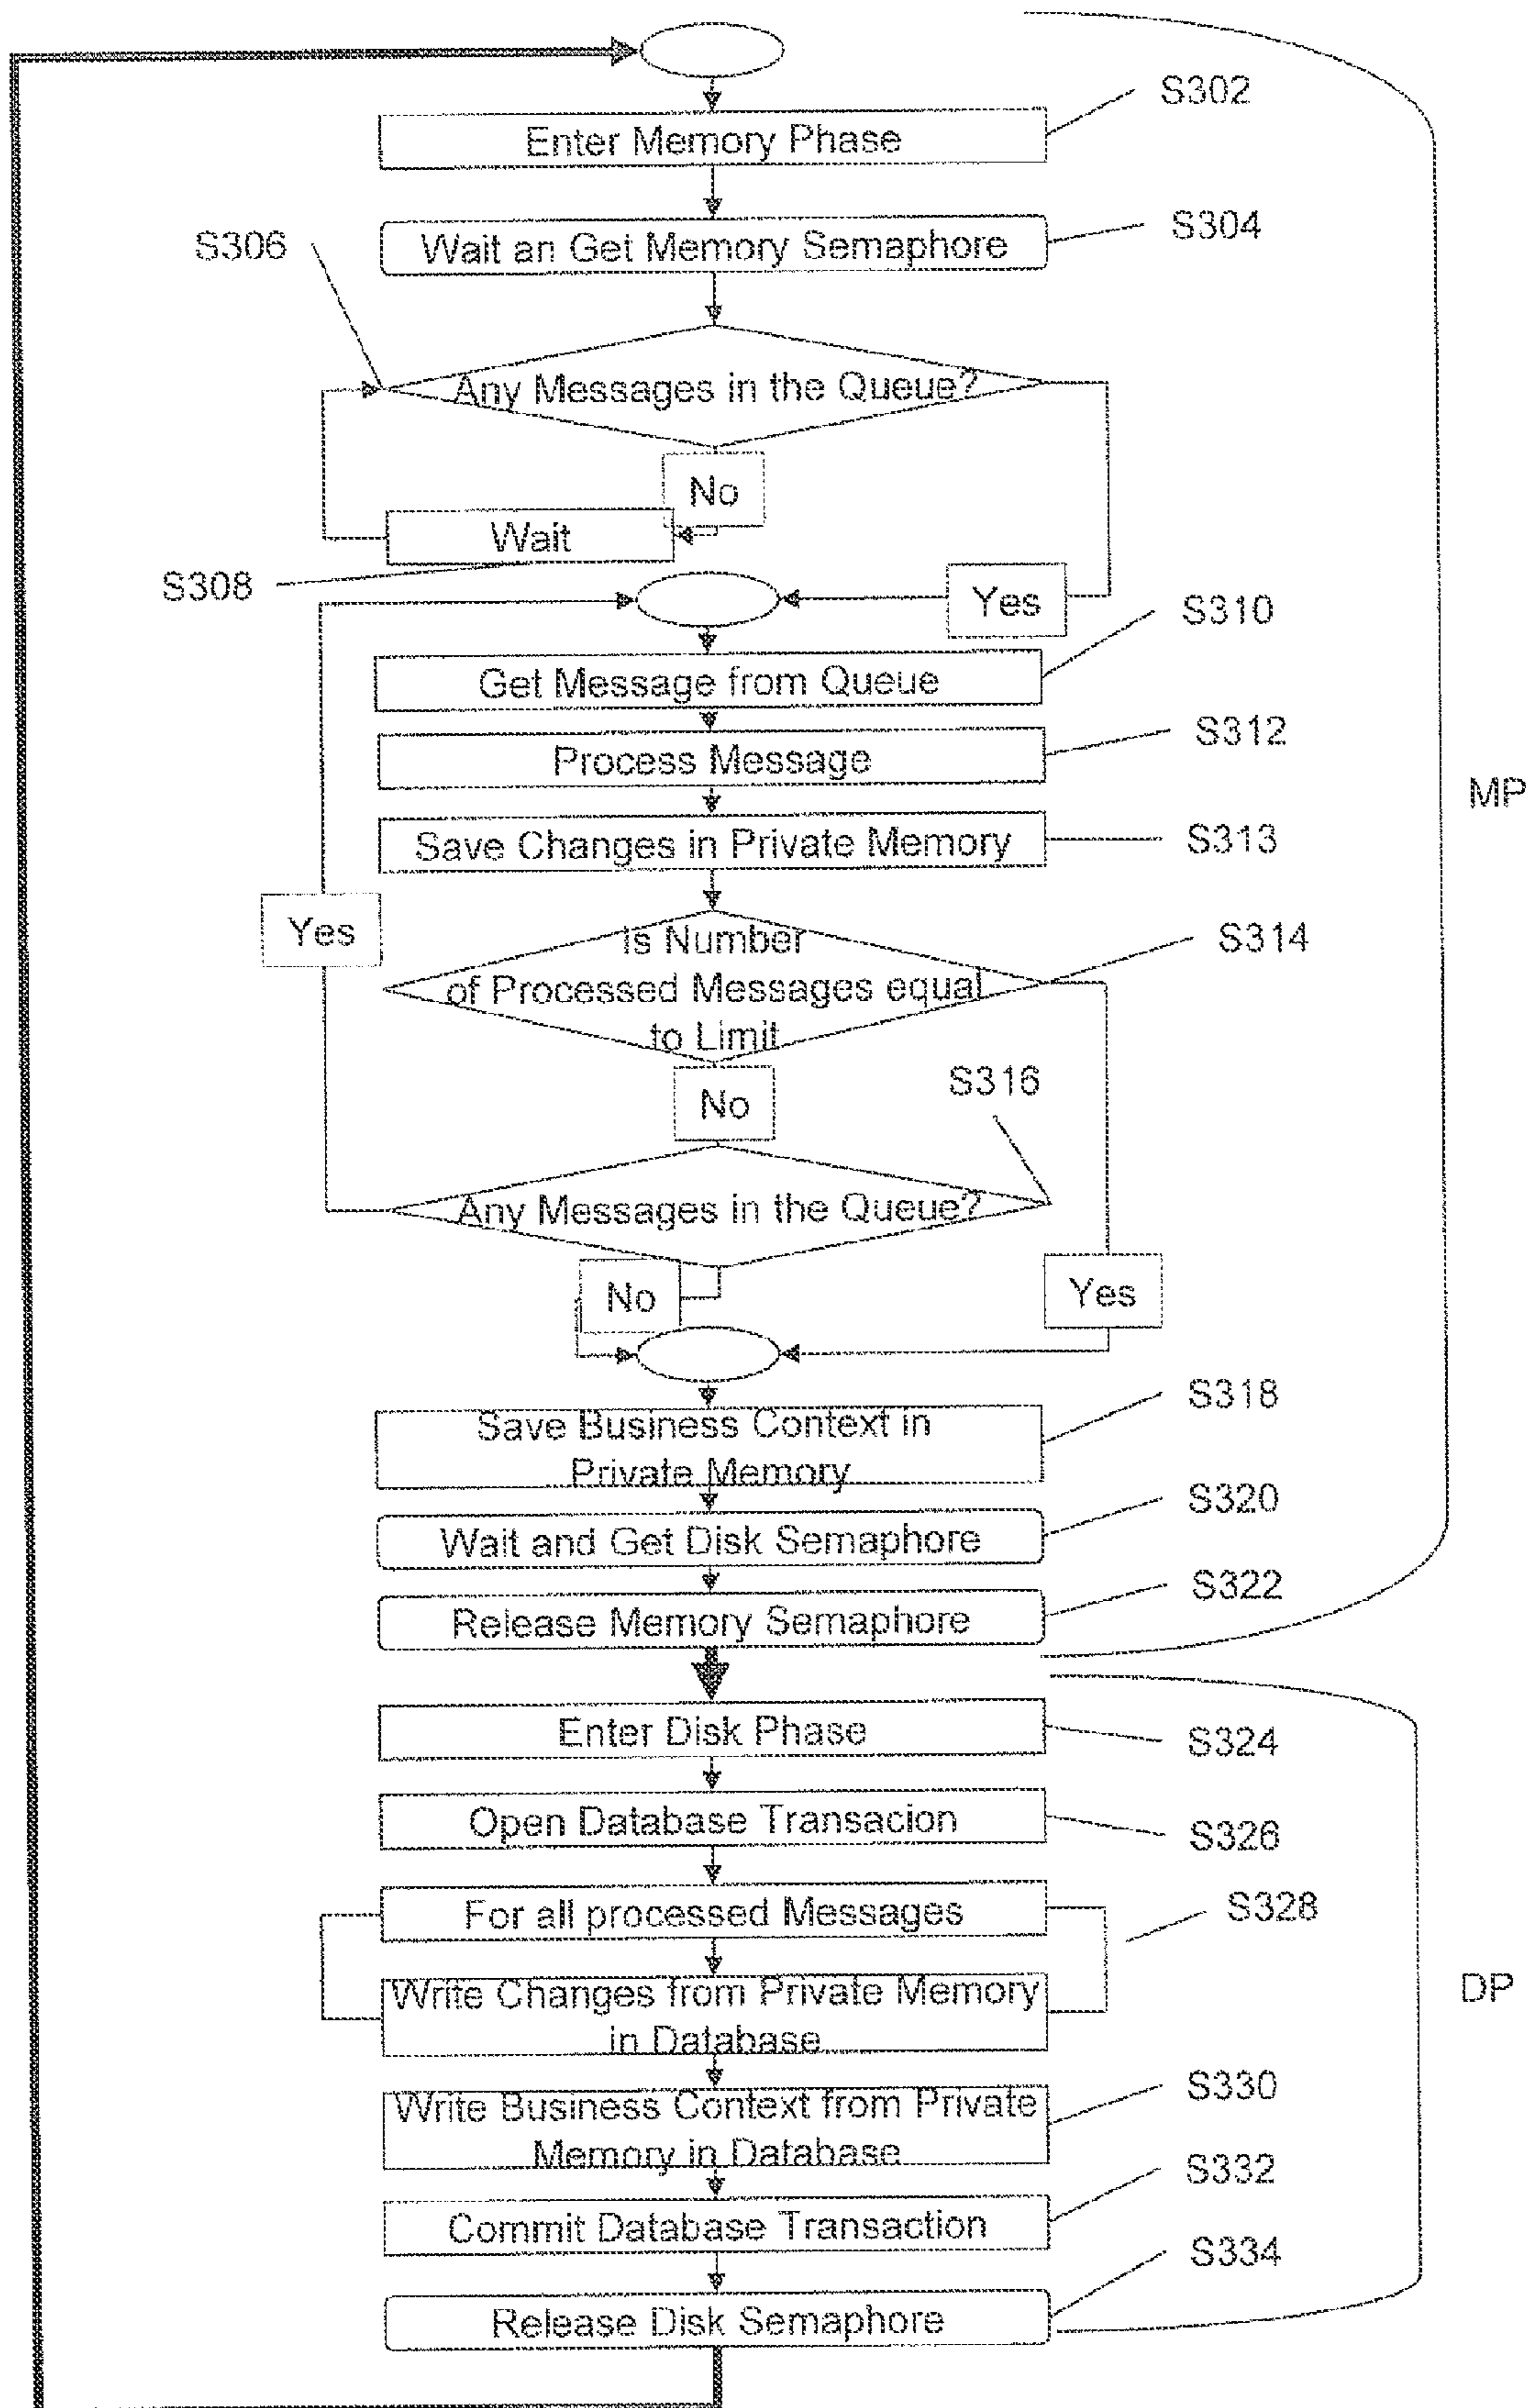 S302
Enter Memory Phase
S304
Wait an Get Memory Semaphore
S306
Any Messages in the Queue?
No
Wait
S308
Yes
S310
Get Message from Queue
S312
Process Message
S313
Save Changes in Private Memory
MP
Yes
S314
is Number
of Processed Messages equal
to Limit
No
S316
Any Messages in the Queue?
No
Yes
S318
Save Business Context in
Private Memory
S320
Wait and Get Disk Semaphore
S322
Release Memory Semaphore
Enter Disk Phase
S324
Open Database Transacion
S326
For all processed Messages
S328
Write Changes from Private Memory
in Database
DP
S330
Write Business Context from Private
Memory in Database
S332
Commit Database Transaction
S334
Release Disk Semaphore